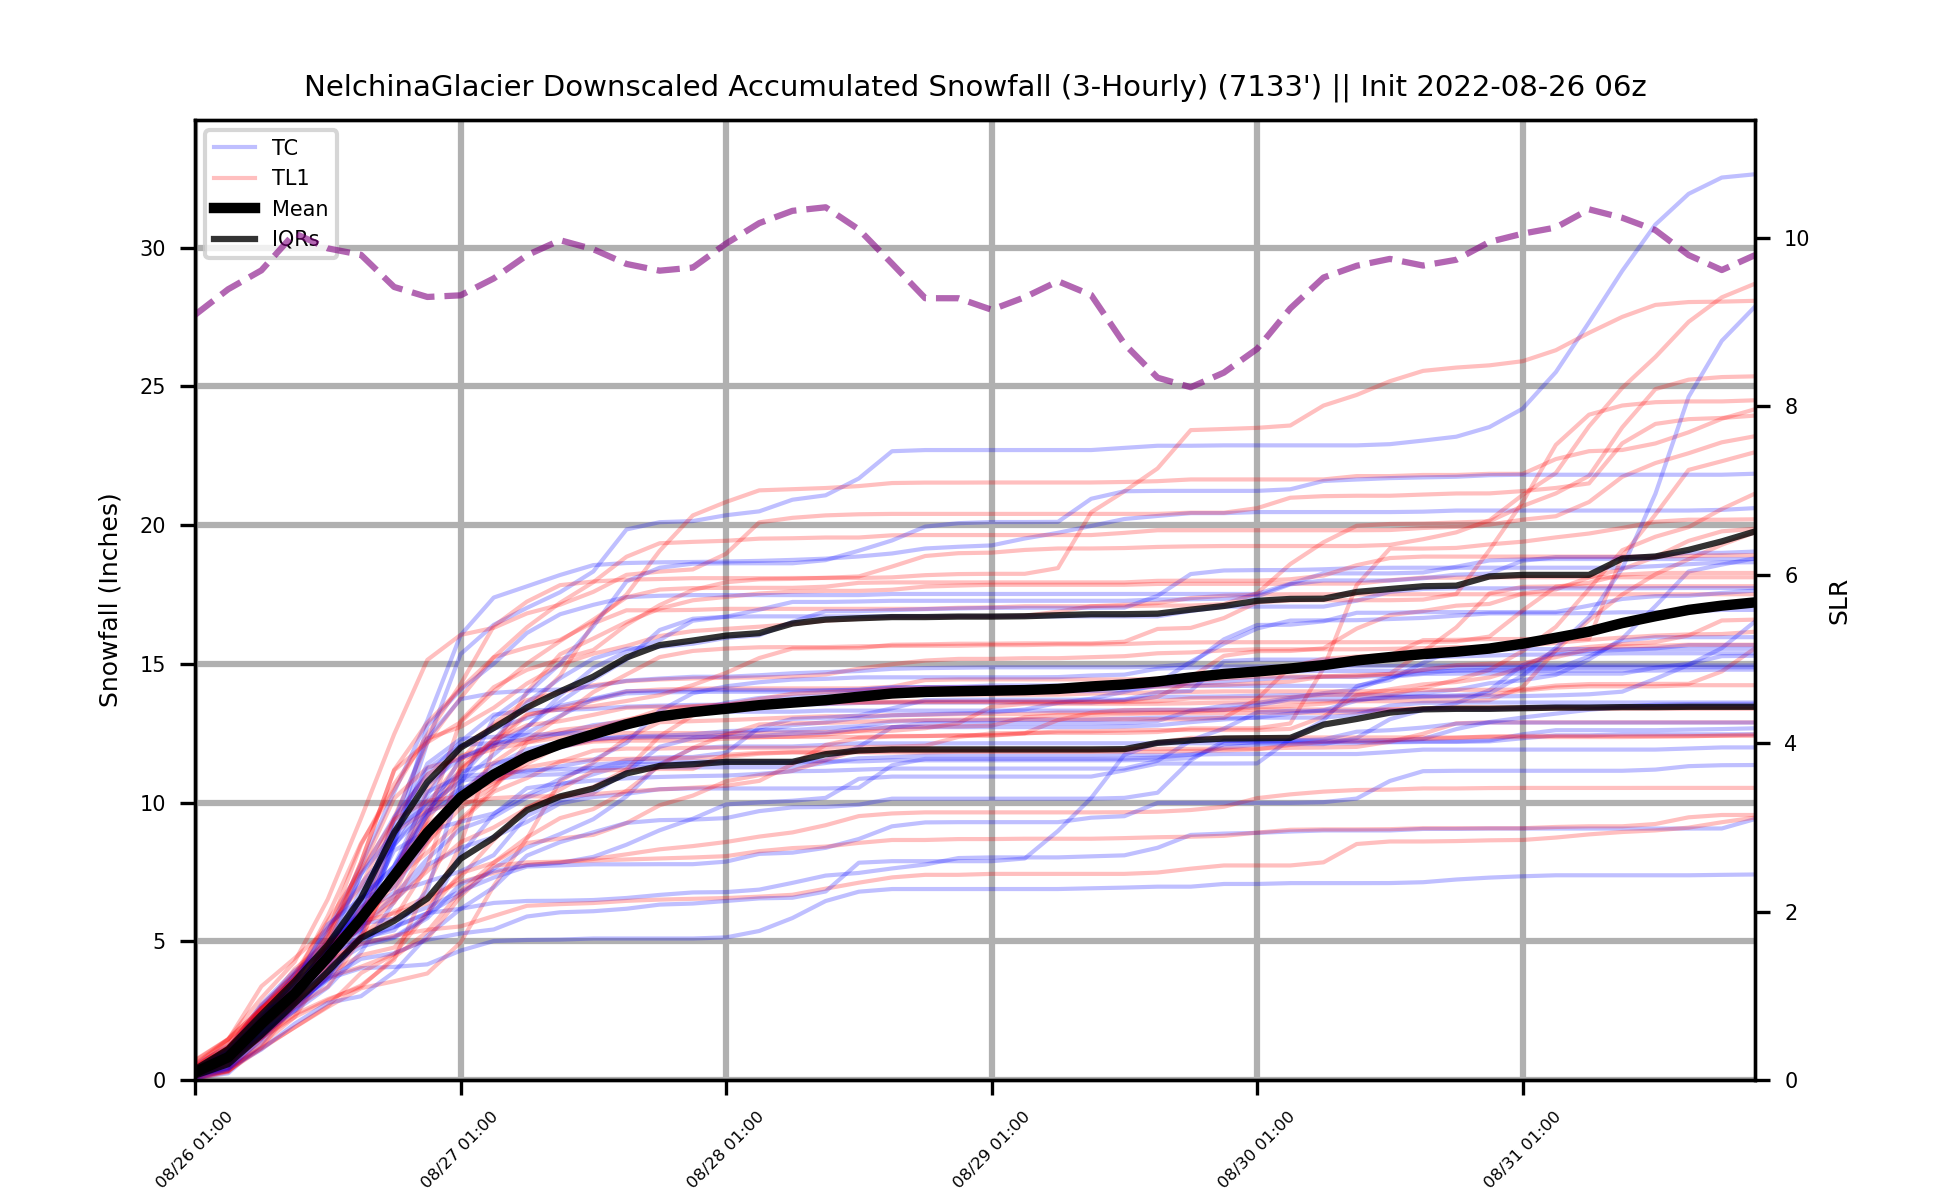 NelchinaGlacier Downscaled Accumulated Snowfall (3-Hourly) (7133') || Init 2022-08-26 06z
TC
TL1
Mean
IQRs
Snowfall (Inches)
30
25
20
15
10
5
0
10
8
6
4
2
0
SLR
08/26 01:00
08/27 01:00
08/28 01:00
08/29 01:00
08/30 01:00
08/31 01:00